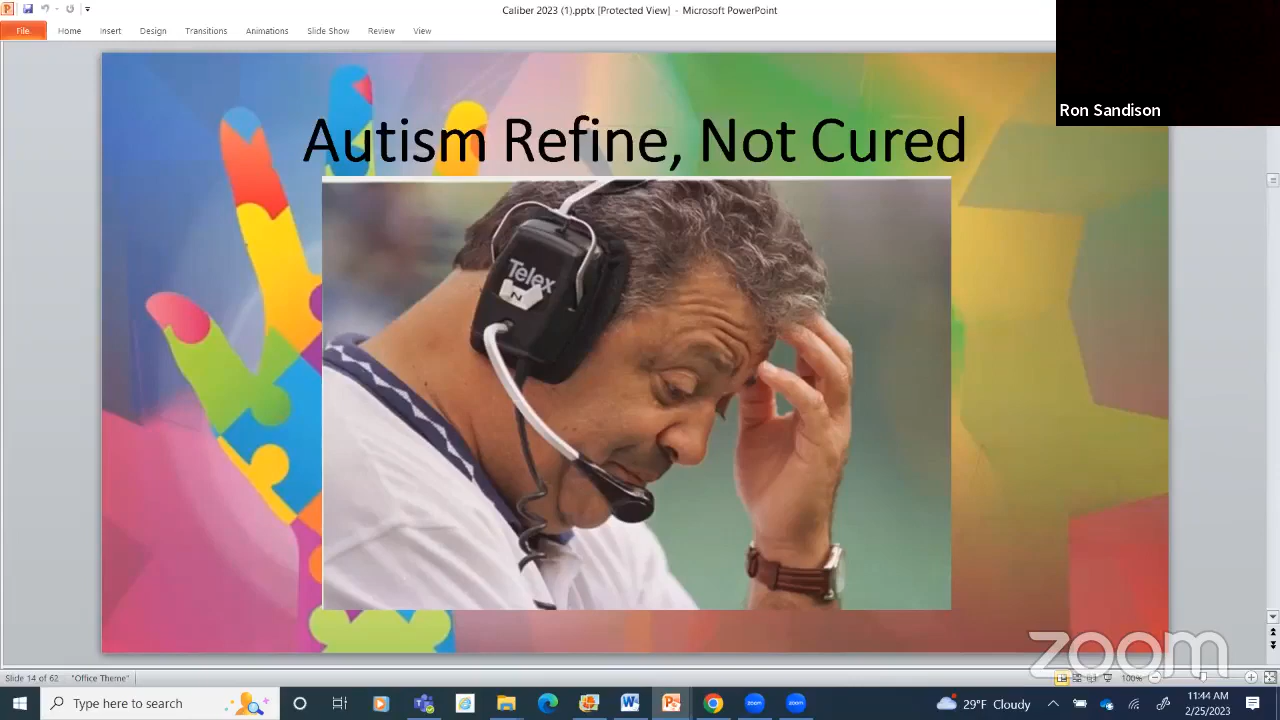 Caliber 2023 (1).pptx [Protected View] - Microsoft PowerPoint
File Home Insert Design Transitions Animations Slide Show Review View
Ron Sandison
Autism Refine, Not Cured
Telex
N
zoom
Slide 14 of 62 "Office Theme" 100%
Type here to search
zoom zoom
29°F Cloudy
11:44 AM
2/25/2023